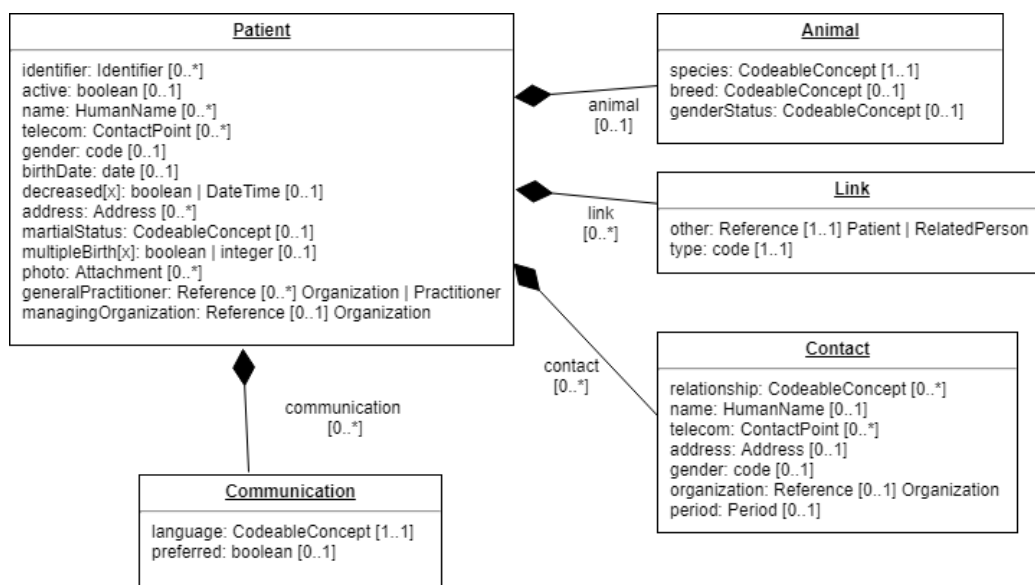 Patient
identifier: Identifier [0..*]
active: boolean [0..1]
name: HumanName [0..*]
telecom: ContactPoint [0..*]
gender: code [0..1]
birthDate: date [0..1]
decreased[x]: boolean | DateTime [0..1]
address: Address [0..*]
martialStatus: CodeableConcept [0..1]
multipleBirth[x]: boolean | integer [0..1]
photo: Attachment [0..*]
generalPractitioner: Reference [0..*] Organization | Practitioner
managingOrganization: Reference [0..1] Organization
animal
[0..1]
Animal
species: CodeableConcept [1..1]
breed: CodeableConcept [0..1]
genderStatus: CodeableConcept [0..1]
link
[0..*]
Link
other: Reference [1..1] Patient | RelatedPerson
type: code [1..1]
contact
[0..*]
Contact
relationship: CodeableConcept [0..*]
name: HumanName [0..1]
telecom: ContactPoint [0..*]
address: Address [0..1]
gender: code [0..1]
organization: Reference [0..1] Organization
period: Period [0..1]
communication
[0..*]
Communication
language: CodeableConcept [1..1]
preferred: boolean [0..1]